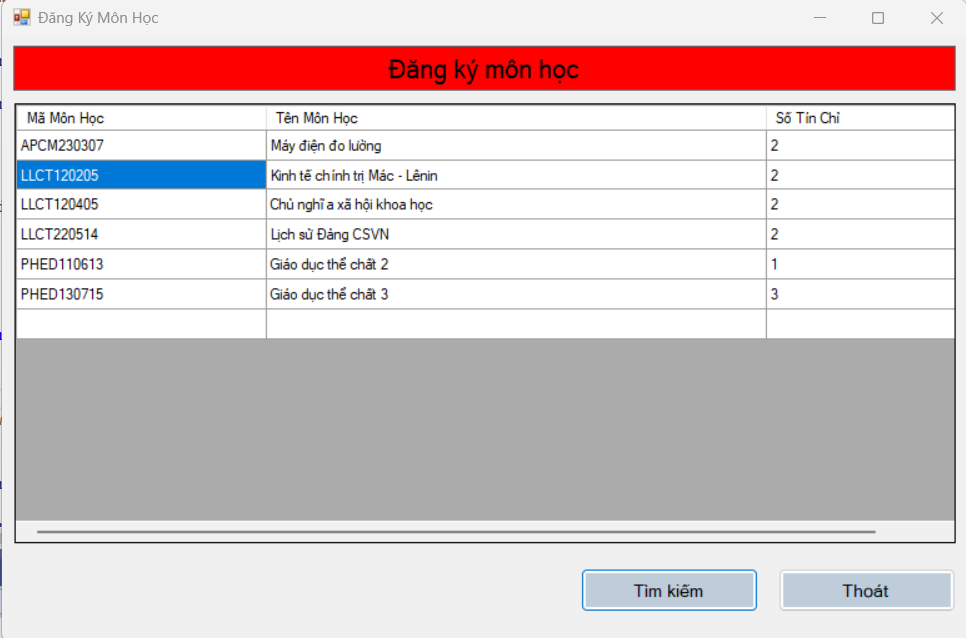 Đăng Ký Môn Học
Đăng ký môn học
Mã Môn Học Tên Môn Học Số Tín Chỉ
APCM230307 Máy điện đo lường 2
LLCT120205 Kinh tế chính trị Mác - Lênin 2
LLCT120405 Chủ nghĩa xã hội khoa học 2
LLCT220514 Lịch sử Đảng CSVN 2
PHED110613 Giáo dục thể chất 2 1
PHED130715 Giáo dục thể chất 3 3
Tìm kiếm Thoát